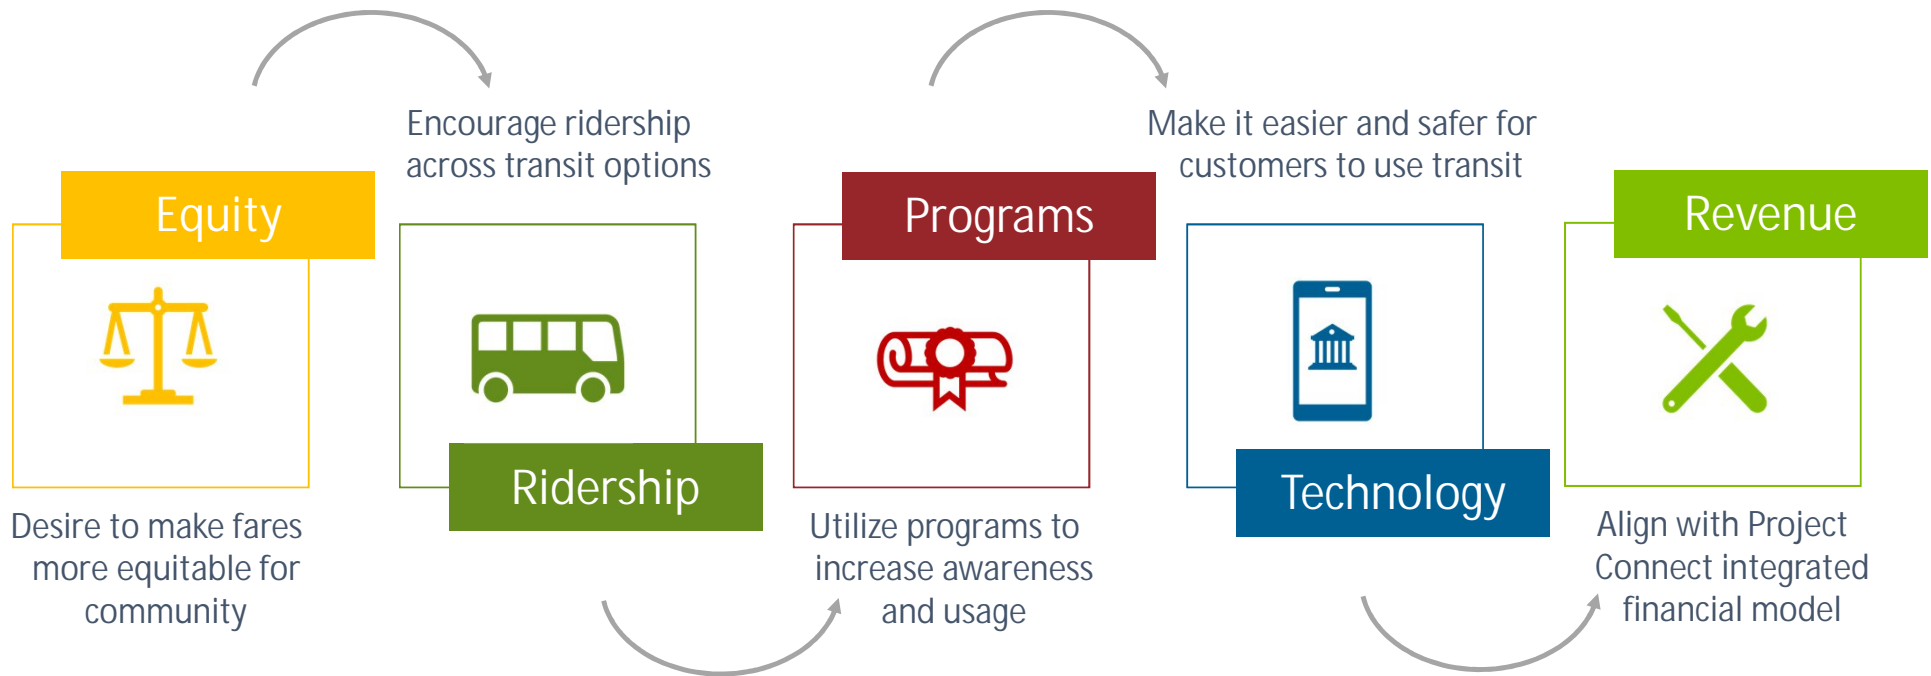 Equity
Desire to make fares
more equitable for
community
Encourage ridership
across transit options
Ridership
Programs
Utilize programs to
increase awareness
and usage
Make it easier and safer for
customers to use transit
Technology
Revenue
Align with Project
Connect integrated
financial model